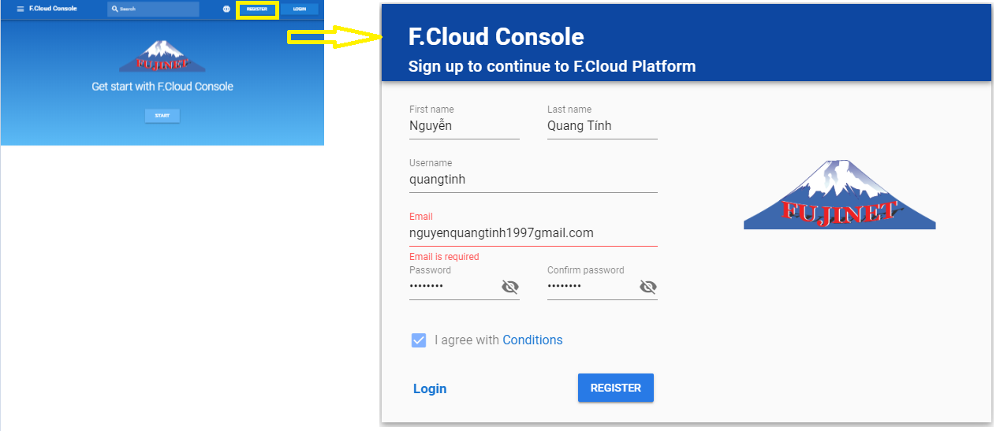 F.Cloud Console
Search
REGISTER
LOGIN
FUJINET
Get start with F.Cloud Console
START
F.Cloud Console
Sign up to continue to F.Cloud Platform
First name
Last name
Nguyễn
Quang Tính
Username
quangtinh
Email
nguyenquangtinh1997gmail.com
Email is required
Password
Confirm password
••••••••
••••••••
I agree with Conditions
Login
REGISTER
FUJINET